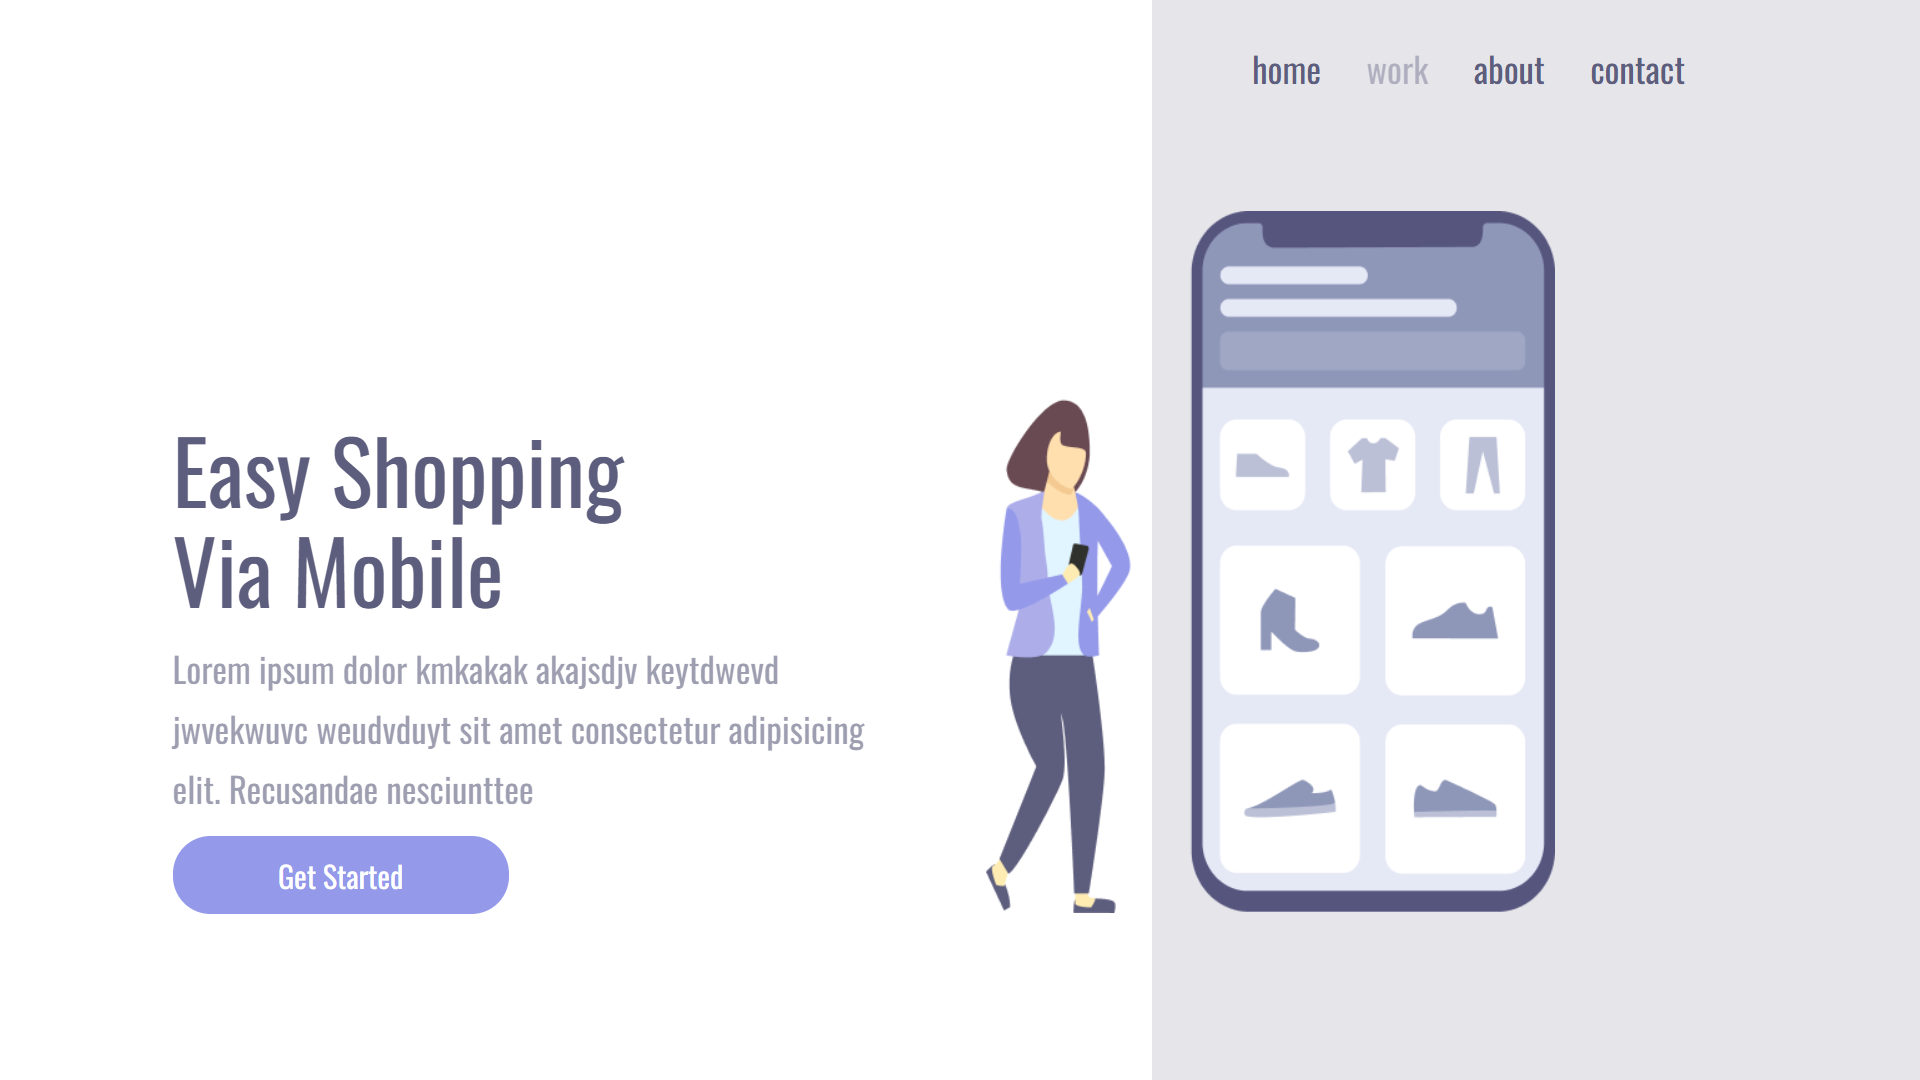 home work about contact
Easy Shopping
Via Mobile
Lorem ipsum dolor kmkakak akajsdjv keytdwevd
jwvekwuvc weudvduyt sit amet consectetur adipisicing
elit. Recusandae nesciunttee
Get Started